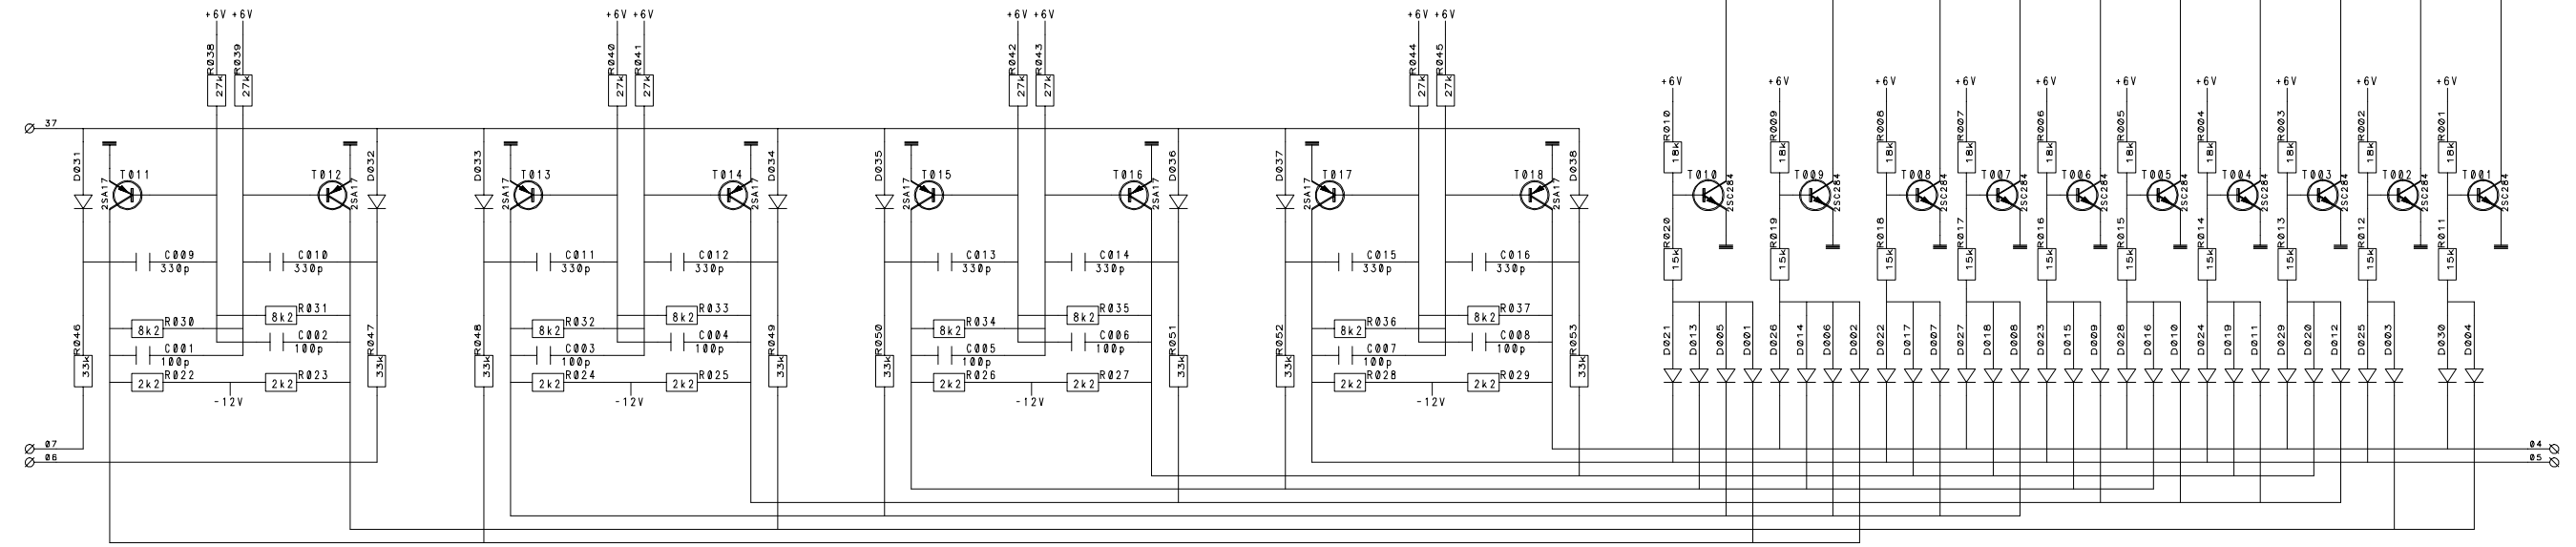 +6V +6V +6V +6V +6V +6V +6V +6V
R038 R039 R040 R041 R042 R043 R044 R045
27k 27k 27k 27k 27k 27k 27k 27k
+6V +6V +6V +6V +6V +6V +6V +6V +6V +6V
R010 R009 R008 R007 R006 R005 R004 R003 R002 R001
18k 18k 18k 18k 18k 18k 18k 18k 18k 18k
37
D031 D032 D033 D034 D035 D036 D037 D038
T011 T012 T013 T014 T015 T016 T017 T018
2SA17 2SA17 2SA17 2SA17 2SA17 2SA17 2SA17 2SA17
T010 T009 T008 T007 T006 T005 T004 T003 T002 T001
2SC284 2SC284 2SC284 2SC284 2SC284 2SC284 2SC284 2SC284 2SC284 2SC284
R020 R019 R018 R017 R016 R015 R014 R013 R012 R011
15k 15k 15k 15k 15k 15k 15k 15k 15k 15k
C009 C010 C011 C012 C013 C014 C015 C016
330p 330p 330p 330p 330p 330p 330p 330p
R031 R033 R035 R037
8k2 8k2 8k2 8k2
R030 R032 R034 R036
8k2 8k2 8k2 8k2
C002 C004 C006 C008
100p 100p 100p 100p
C001 C003 C005 C007
100p 100p 100p 100p
R046 R047 R048 R049 R050 R051 R052 R053
33k 33k 33k 33k 33k 33k 33k 33k
R022 R023 R024 R025 R026 R027 R028 R029
2k2 2k2 2k2 2k2 2k2 2k2 2k2 2k2
-12V -12V -12V -12V
D021 D013 D005 D001 D026 D014 D006 D002 D022 D017 D007 D027 D018 D008 D023 D015 D009 D028 D016 D010 D024 D019 D011 D029 D020 D012 D025 D003 D030 D004
07
06
04
05